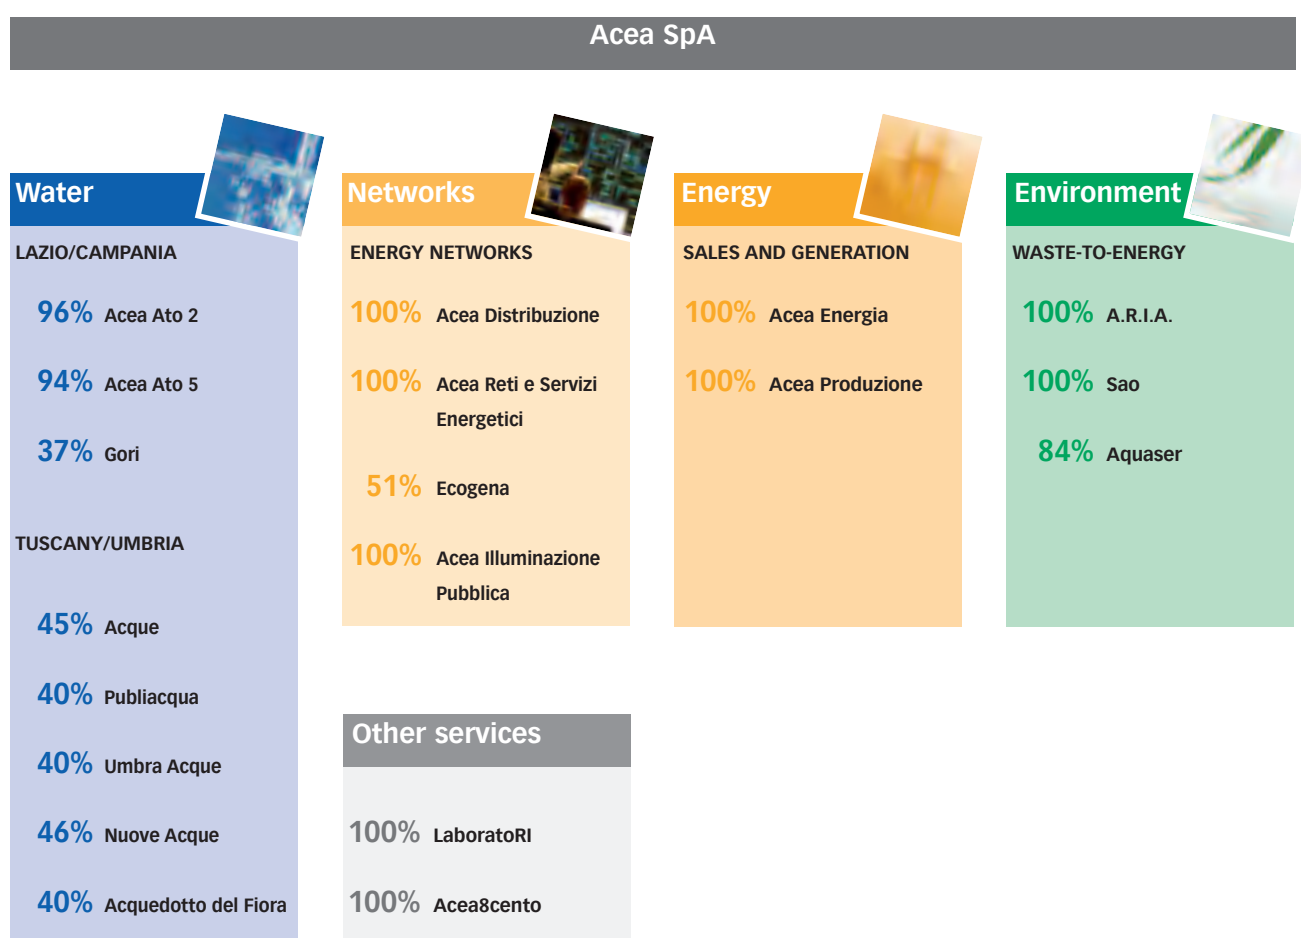 Acea SpA
Water
LAZIO/CAMPANIA
96% Acea Ato 2
94% Acea Ato 5
37% Gori
TUSCANY/UMBRIA
45% Acque
40% Publiacqua
40% Umbra Acque
46% Nuove Acque
40% Acquedotto del Fiora
Networks
ENERGY NETWORKS
100% Acea Distribuzione
100% Acea Reti e Servizi
Energetici
51% Ecogena
100% Acea Illuminazione
Pubblica
Other services
100% LaboratoRI
100% Acea8cento
Energy
SALES AND GENERATION
100% Acea Energia
100% Acea Produzione
Environment
WASTE-TO-ENERGY
100% A.R.I.A.
100% Sao
84% Aquaser